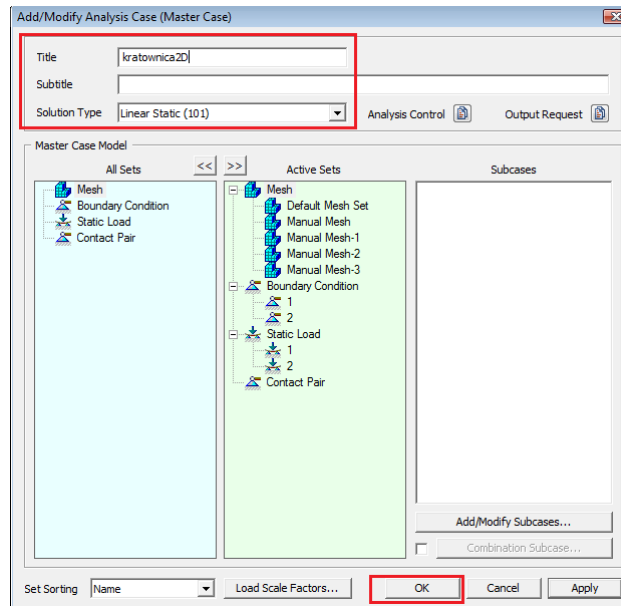 Add/Modify Analysis Case (Master Case)
Title kratownica2D
Subtitle
Solution Type Linear Static (101) Analysis Control Output Request
Master Case Model
All Sets << >> Active Sets Subcases
Mesh
Boundary Condition
Static Load
Contact Pair
Mesh
Default Mesh Set
Manual Mesh
Manual Mesh-1
Manual Mesh-2
Manual Mesh-3
Boundary Condition
1
2
Static Load
1
2
Contact Pair
Add/Modify Subcases...
Combination Subcase...
Set Sorting Name Load Scale Factors... OK Cancel Apply